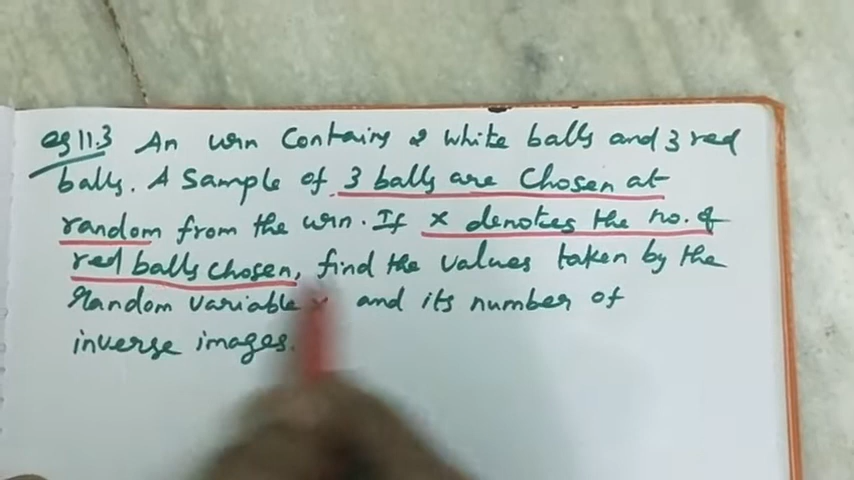 eg 11.3 An urn Contains 2 white balls and 3 red
balls. A Sample of 3 balls are Chosen at
random from the urn. If X denotes the no. of
red balls chosen, find the values taken by the
Random variable X and its number of
inverse images.